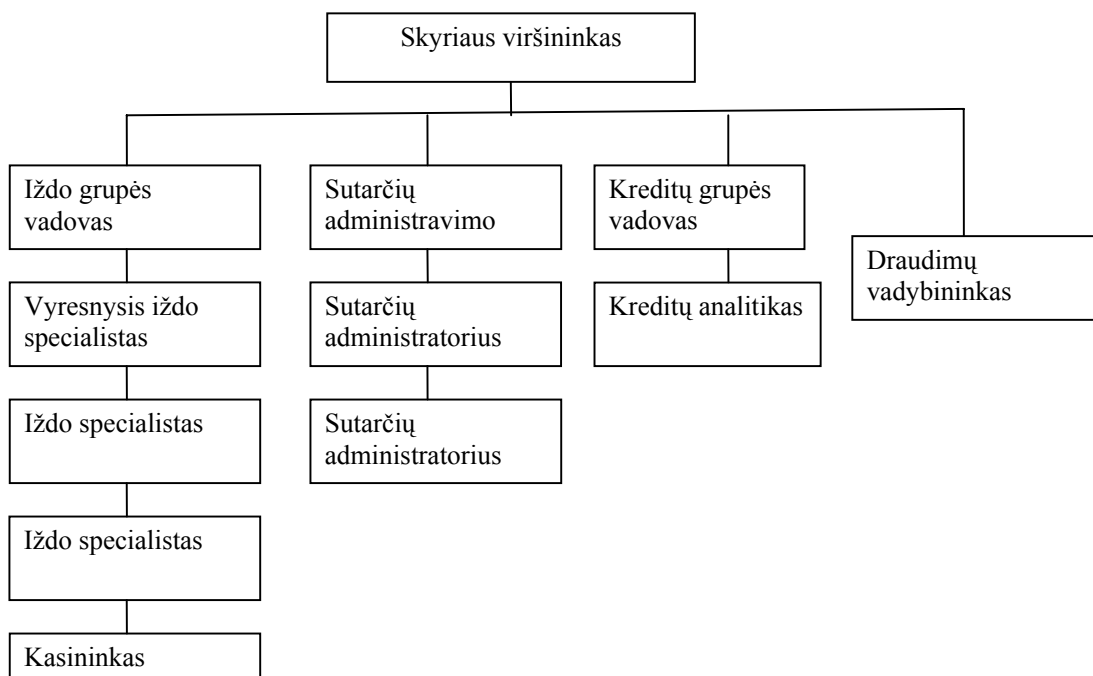 Skyriaus viršininkas
Iždo grupės
vadovas
Sutarčių
administravimo
Kreditų grupės
vadovas
Draudimų
vadybininkas
Vyresnysis iždo
specialistas
Sutarčių
administratorius
Kreditų analitikas
Iždo specialistas
Sutarčių
administratorius
Iždo specialistas
Kasininkas